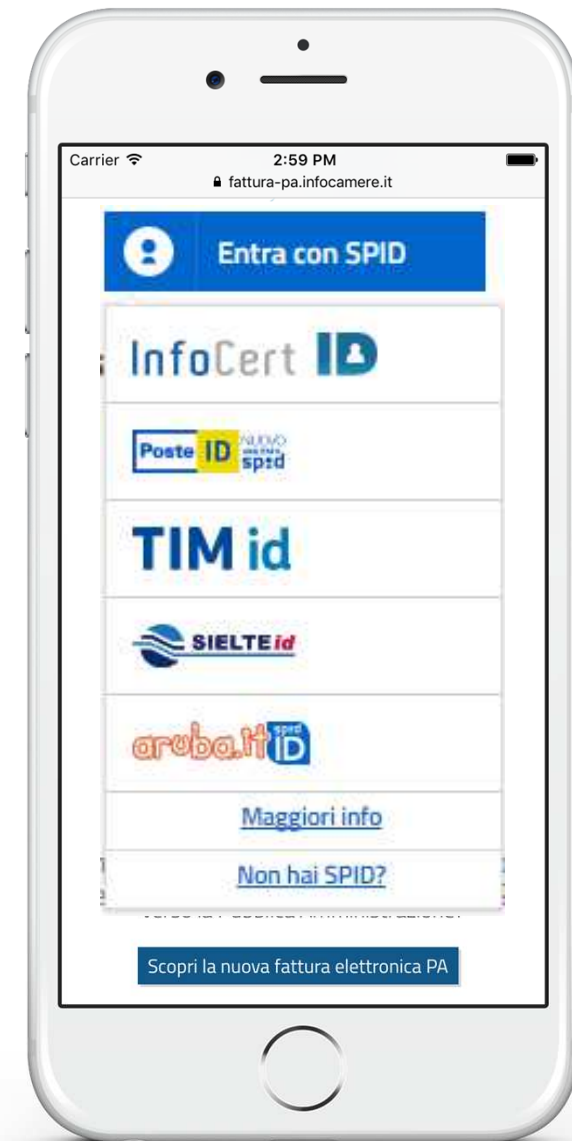 Carrier 2:59 PM
fattura-pa.infocamere.it
Entra con SPID
InfoCert ID
Poste ID NUOVO
spid
TIM id
SIELTE id
aruba.it spid ID
Maggiori info
Non hai SPID?
Scopri la nuova fattura elettronica PA